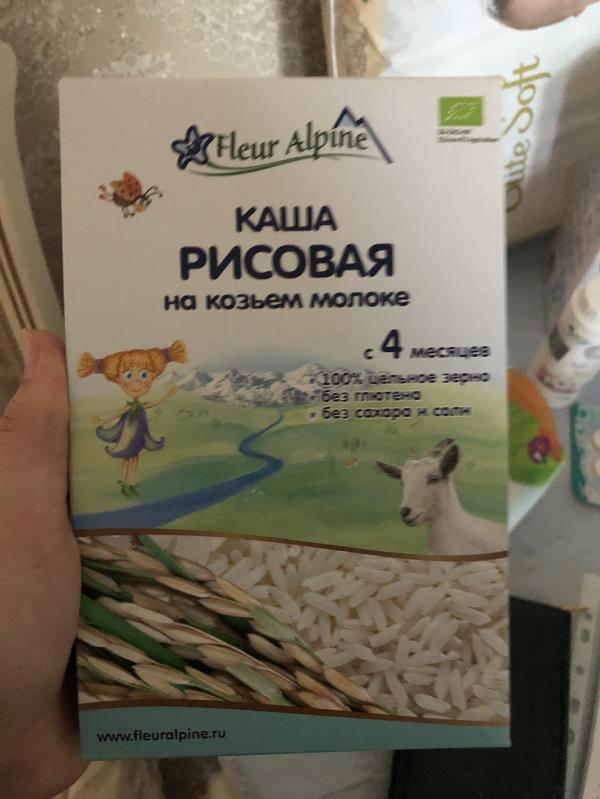 Fleur Alpine
КАША
РИСОВАЯ
на козьем молоке
с 4 месяцев
• 100% цельное зерно
• без глютена
• без сахара и соли
www.fleuralpine.ru
Soft